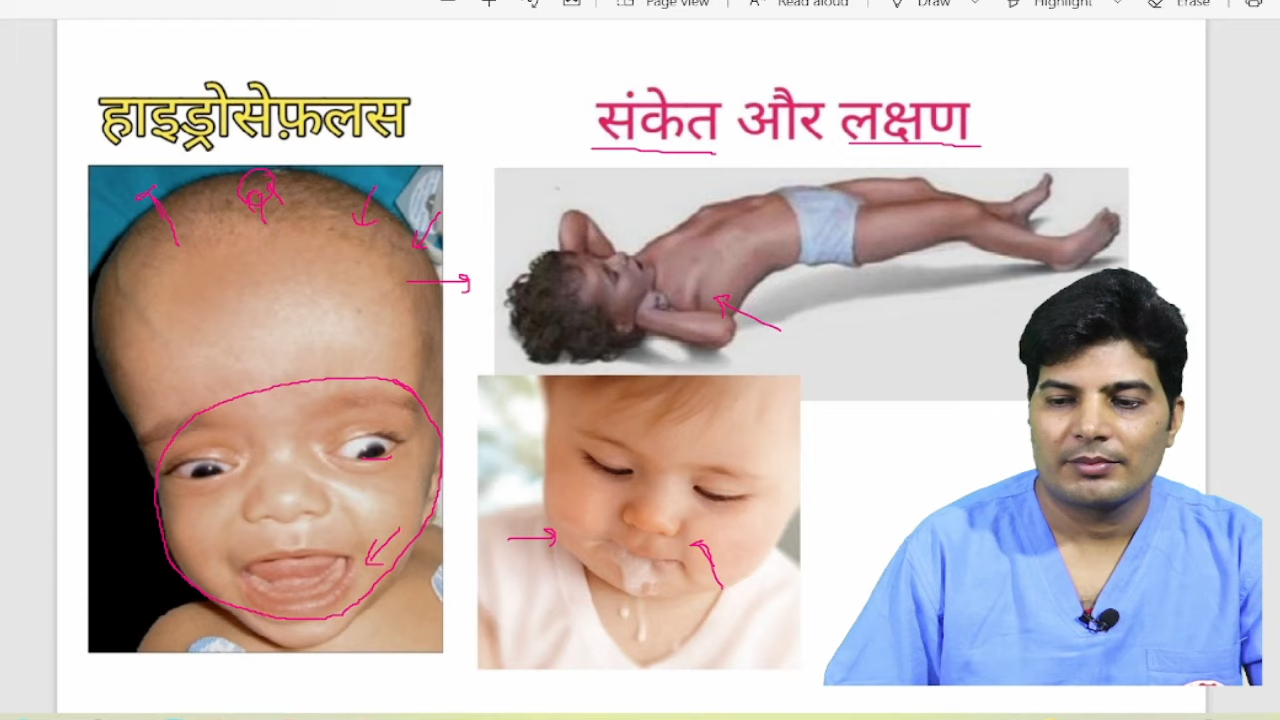 Page view
Read aloud
Draw
Highlight
Erase
हाइड्रोसेफ़लस
संकेत और लक्षण